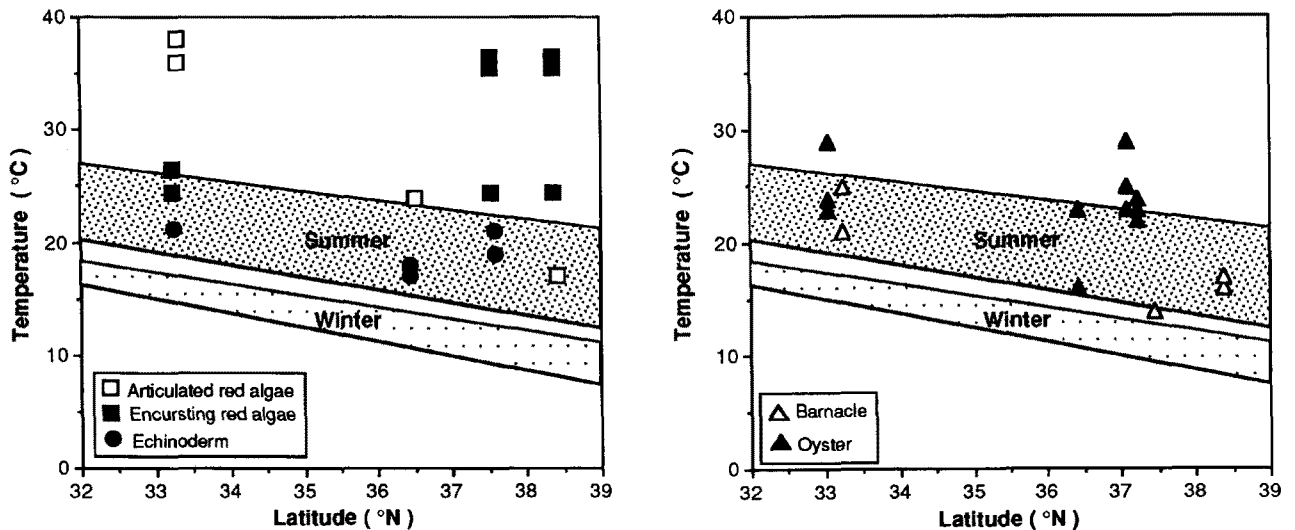 40
30
20
10
0
Temperature ( °C)
Summer
Winter
Articulated red algae
Encursting red algae
Echinoderm
32 33 34 35 36 37 38 39
Latitude ( °N)
40
30
20
10
0
Temperature ( °C)
Summer
Winter
Barnacle
Oyster
32 33 34 35 36 37 38 39
Latitude ( °N)